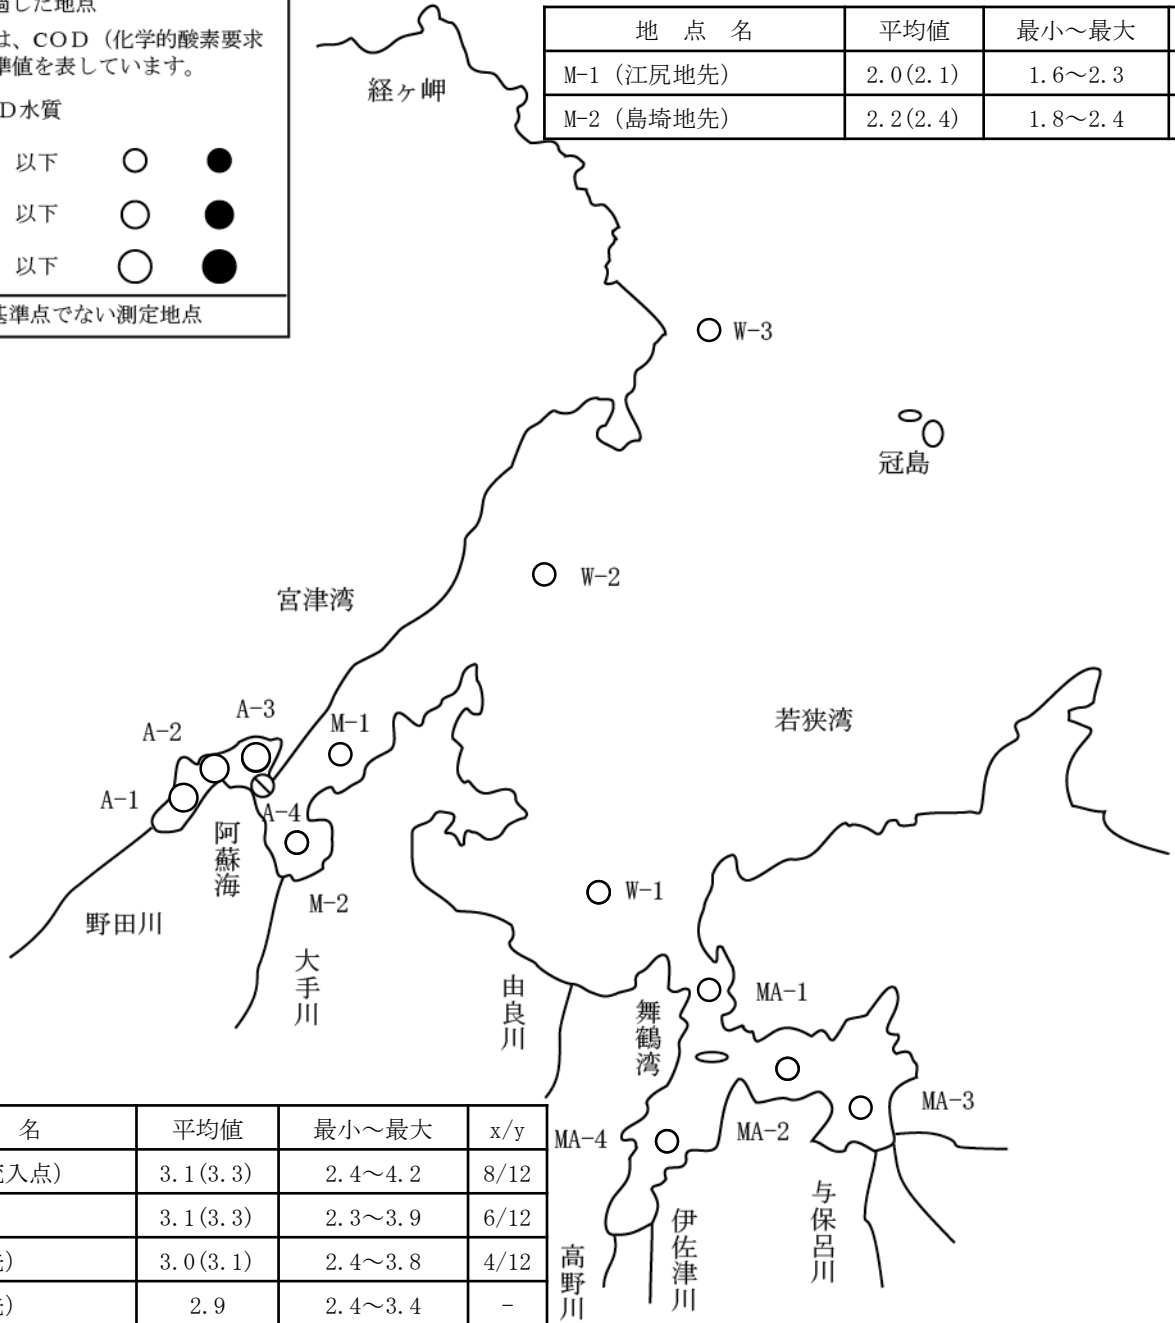 過した地点
は、COD（化学的酸素要求
準値を表しています。
D水質
以下
以下
以下
基準点でない測定地点
地　点　名 平均値 最小～最大
M-1（江尻地先） 2.0(2.1) 1.6～2.3
M-2（島埼地先） 2.2(2.4) 1.8～2.4
経ヶ岬
W-3
冠島
W-2
宮津湾
若狭湾
A-3
M-1
A-2
A-1
A-4
阿蘇海
W-1
M-2
野田川
大手川
由良川
舞鶴湾
MA-1
MA-3
MA-2
MA-4
与保呂川
伊佐津川
高野川
名 平均値 最小～最大 x/y
流入点） 3.1(3.3) 2.4～4.2 8/12
3.1(3.3) 2.3～3.9 6/12
先） 3.0(3.1) 2.4～3.8 4/12
先） 2.9 2.4～3.4 -